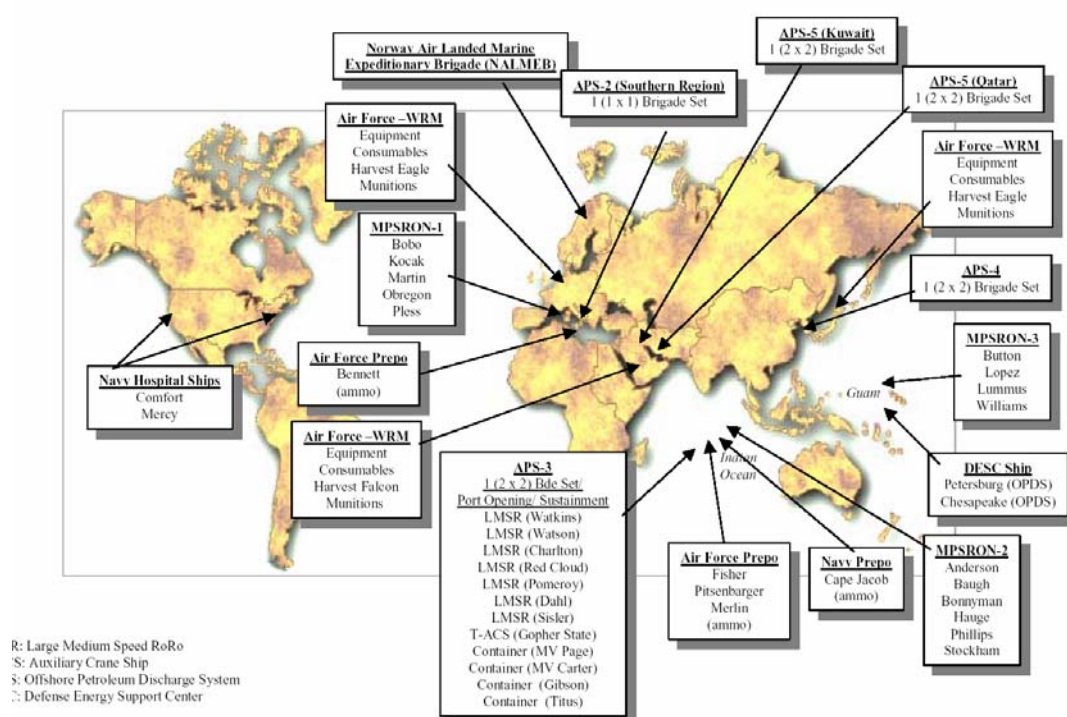 Norway Air Landed Marine
Expeditionary Brigade (NALMEB)
APS-2 (Southern Region)
1 (1 x 1) Brigade Set
APS-5 (Kuwait)
1 (2 x 2) Brigade Set
APS-5 (Qatar)
1 (2 x 2) Brigade Set
Air Force –WRM
Equipment
Consumables
Harvest Eagle
Munitions
Air Force –WRM
Equipment
Consumables
Harvest Eagle
Munitions
MPSRON-1
Bobo
Kocak
Martin
Obregon
Pless
APS-4
1 (2 x 2) Brigade Set
MPSRON-3
Button
Lopez
Lummus
Williams
Navy Hospital Ships
Comfort
Mercy
Air Force Prepo
Bennett
(ammo)
Guam
Air Force –WRM
Equipment
Consumables
Harvest Falcon
Munitions
APS-3
1 (2 x 2) Bde Set/
Port Opening/ Sustainment
LMSR (Watkins)
LMSR (Watson)
LMSR (Charlton)
LMSR (Red Cloud)
LMSR (Pomeroy)
LMSR (Dahl)
LMSR (Sisler)
T-ACS (Gopher State)
Container (MV Page)
Container (MV Carter)
Container (Gibson)
Container (Titus)
Indian
Ocean
DESC Ship
Petersburg (OPDS)
Chesapeake (OPDS)
Air Force Prepo
Fisher
Pitsenbarger
Merlin
(ammo)
Navy Prepo
Cape Jacob
(ammo)
MPSRON-2
Anderson
Baugh
Bonnyman
Hauge
Phillips
Stockham
R: Large Medium Speed RoRo
S: Auxiliary Crane Ship
S: Offshore Petroleum Discharge System
C: Defense Energy Support Center